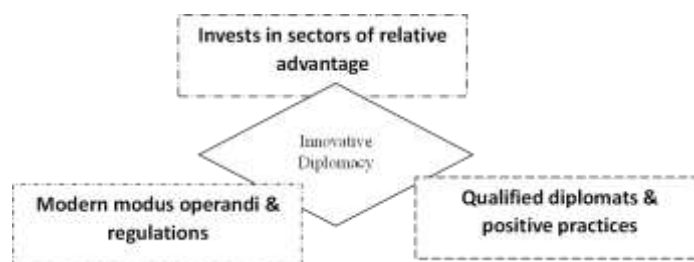 Invests in sectors of relative
advantage
Innovative
Diplomacy
Modern modus operandi &
regulations
Qualified diplomats &
positive practices